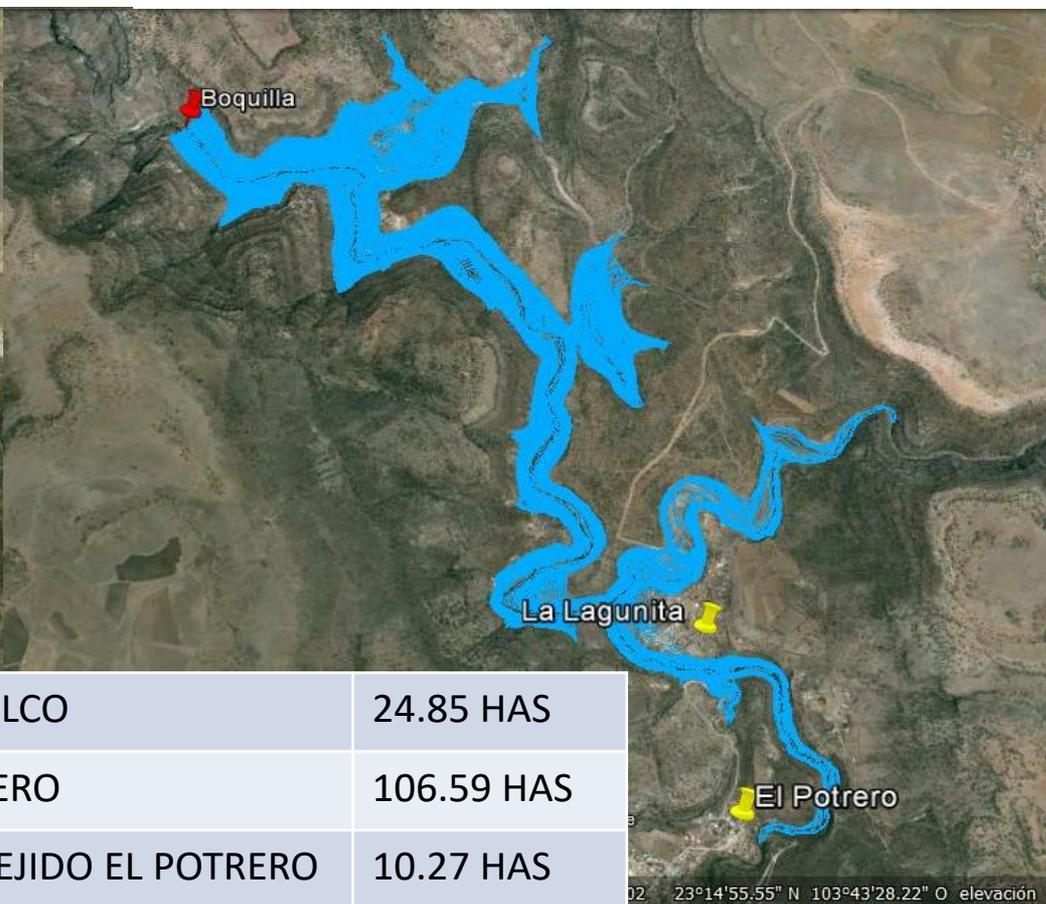 Boquilla
La Lagunita
El Potrero
LCO 24.85 HAS
ERO 106.59 HAS
EJIDO EL POTRERO 10.27 HAS
02 23°14'55.55" N 103°43'28.22" O elevación